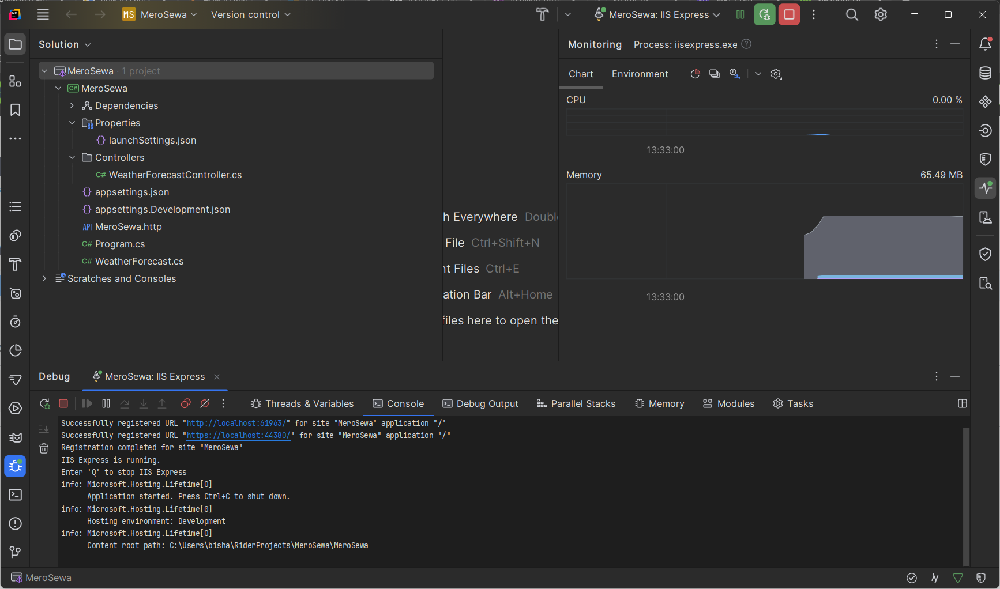 MS MeroSewa Version control MeroSewa: IIS Express
Solution
MeroSewa · 1 project
C# MeroSewa
Dependencies
Properties
{} launchSettings.json
Controllers
C# WeatherForecastController.cs
{} appsettings.json
{} appsettings.Development.json
API MeroSewa.http
C# Program.cs
C# WeatherForecast.cs
Scratches and Consoles
h Everywhere Double
File Ctrl+Shift+N
nt Files Ctrl+E
ation Bar Alt+Home
files here to open the
Monitoring Process: iisexpress.exe ?
Chart Environment
CPU 0.00 %
13:33:00
Memory 65.49 MB
13:33:00
Debug MeroSewa: IIS Express
Threads & Variables Console Debug Output Parallel Stacks Memory Modules Tasks
Successfully registered URL "http://localhost:61963/" for site "MeroSewa" application "/"
Successfully registered URL "https://localhost:44380/" for site "MeroSewa" application "/"
Registration completed for site "MeroSewa"
IIS Express is running.
Enter 'Q' to stop IIS Express
info: Microsoft.Hosting.Lifetime[0]
Application started. Press Ctrl+C to shut down.
info: Microsoft.Hosting.Lifetime[0]
Hosting environment: Development
info: Microsoft.Hosting.Lifetime[0]
Content root path: C:\Users\bisha\RiderProjects\MeroSewa\MeroSewa
MeroSewa